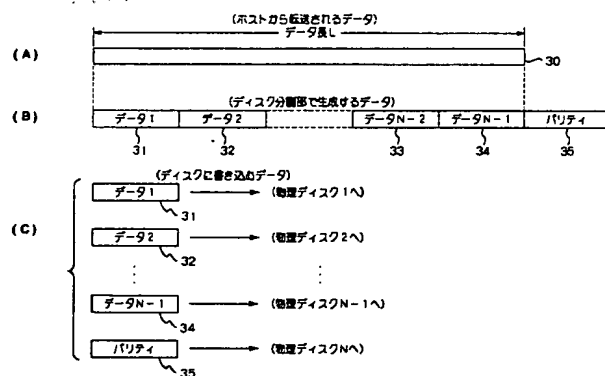 (ホストから転送されるデータ)
データ長L
(A)
30
(ディスク分割部で生成するデータ)
(B) データ1 データ2 データN-2 データN-1 パリティ
31 32 33 34 35
(ディスクに書き込むデータ)
データ1 (物理ディスク1へ)
31
(C)
データ2 (物理ディスク2へ)
32
データN-1 (物理ディスクN-1へ)
34
パリティ (物理ディスクNへ)
35